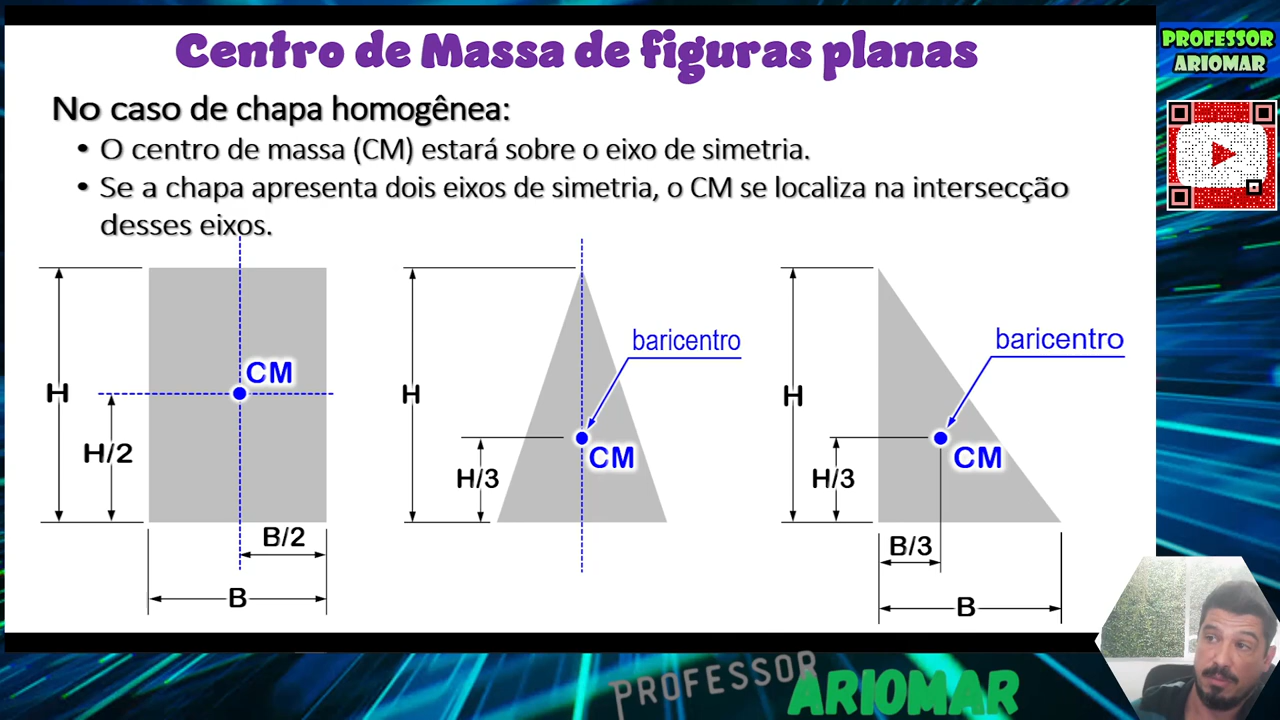 Centro de Massa de figuras planas
PROFESSOR
ARIOMAR
No caso de chapa homogênea:
• O centro de massa (CM) estará sobre o eixo de simetria.
• Se a chapa apresenta dois eixos de simetria, o CM se localiza na intersecção
desses eixos.
H
CM
H/2
B/2
B
H
baricentro
CM
H/3
H
baricentro
CM
H/3
B/3
B
PROFESSOR
ARIOMAR